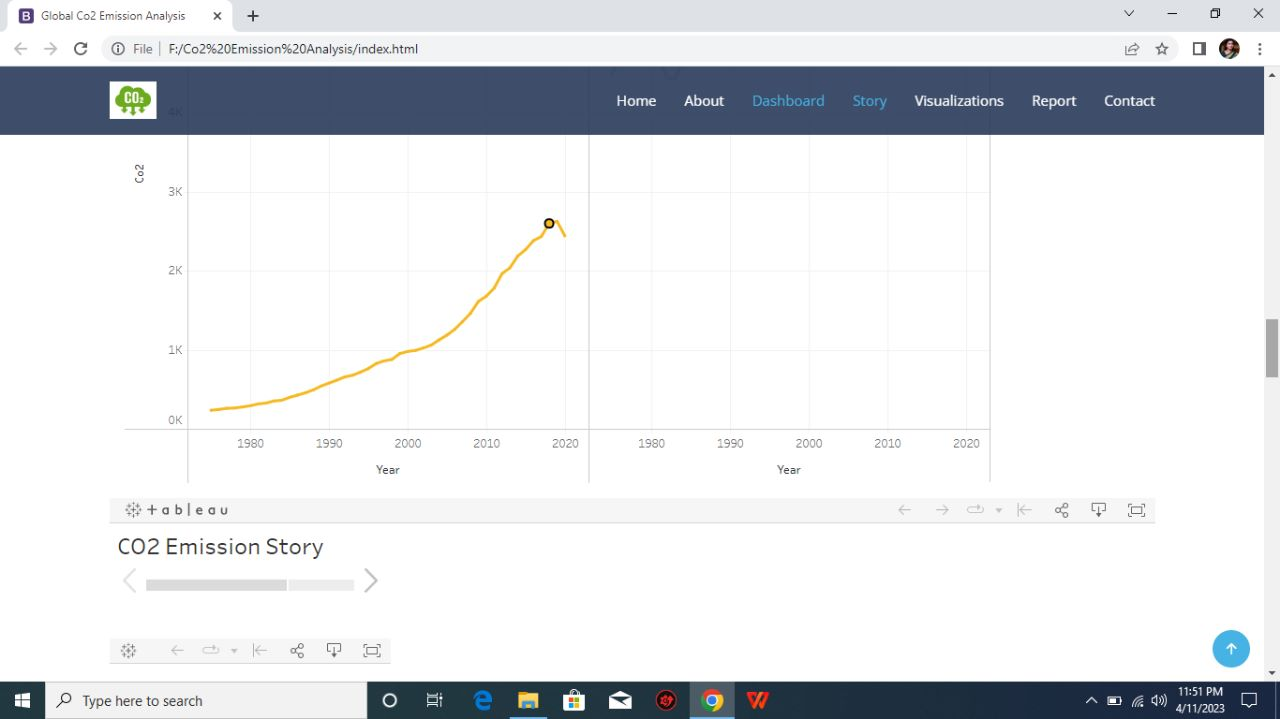 B Global Co2 Emission Analysis
File F:/Co2%20Emission%20Analysis/index.html
CO2
Home About Dashboard Story Visualizations Report Contact
4K
Co2
3K
2K
1K
0K
1980 1990 2000 2010 2020 1980 1990 2000 2010 2020
Year Year
+ a b l e a u
CO2 Emission Story
Type here to search
11:51 PM
4/11/2023